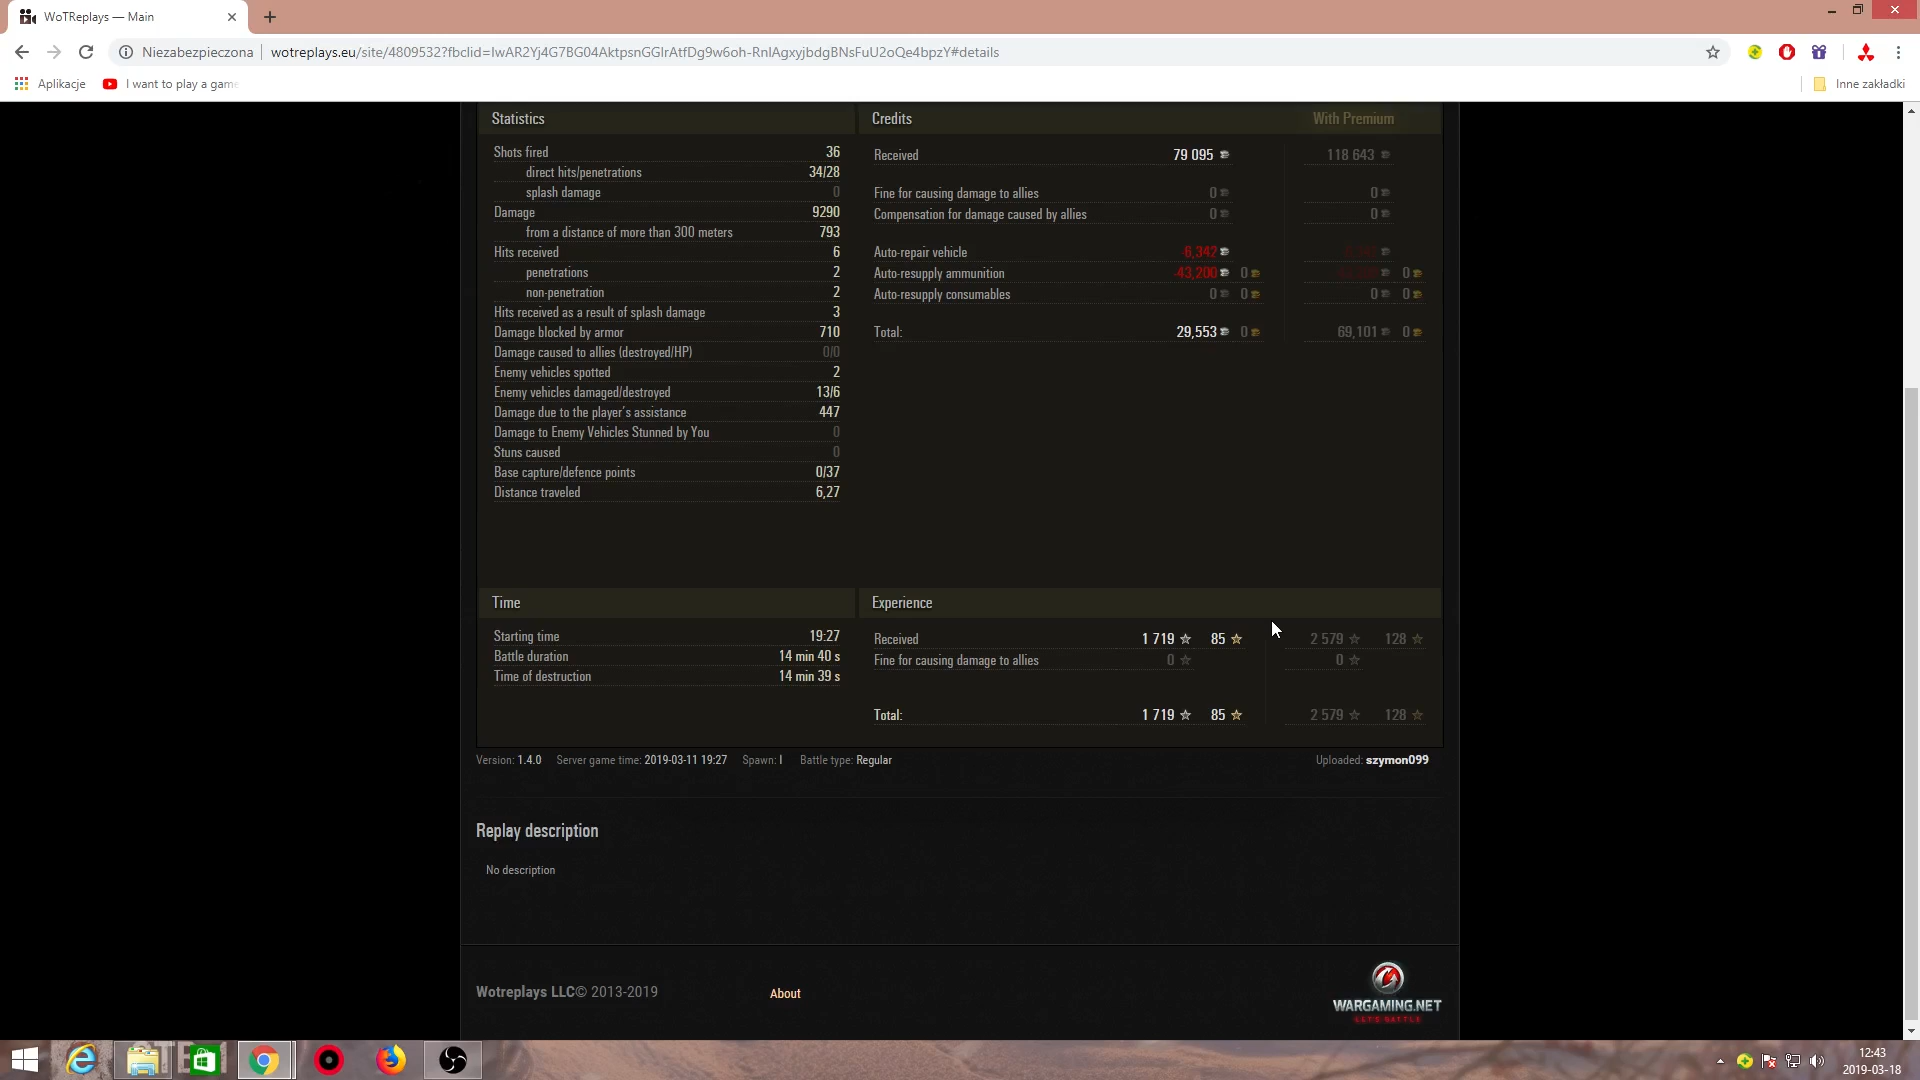 WoTReplays — Main
Niezabezpieczona
wotreplays.eu/site/4809532?fbclid=IwAR2Yj4G7BG04AktpsnGGIrAtfDg9w6oh-RnIAgxyjbdgBNsFuU2oQe4bpzY#details
Aplikacje
I want to play a game
Inne zakładki
Statistics
Shots fired 36
direct hits/penetrations 34/28
splash damage 0
Damage 9290
from a distance of more than 300 meters 793
Hits received 6
penetrations 2
non-penetration 2
Hits received as a result of splash damage 3
Damage blocked by armor 710
Damage caused to allies (destroyed/HP) 0/0
Enemy vehicles spotted 2
Enemy vehicles damaged/destroyed 13/6
Damage due to the player's assistance 447
Damage to Enemy Vehicles Stunned by You 0
Stuns caused 0
Base capture/defence points 0/37
Distance traveled 6,27
Credits With Premium
Received 79 095 118 643
Fine for causing damage to allies 0 0
Compensation for damage caused by allies 0 0
Auto-repair vehicle -6,342
Auto-resupply ammunition -43,200 0 0
Auto-resupply consumables 0 0 0 0
Total: 29,553 0 69,101 0
Time
Starting time 19:27
Battle duration 14 min 40 s
Time of destruction 14 min 39 s
Experience
Received 1 719 85 2 579 128
Fine for causing damage to allies 0 0
Total: 1 719 85 2 579 128
Version: 1.4.0 Server game time: 2019-03-11 19:27 Spawn: I Battle type: Regular
Uploaded: szymon099
Replay description
No description
Wotreplays LLC© 2013-2019
About
WARGAMING.NET
LET'S BATTLE
12:43
2019-03-18